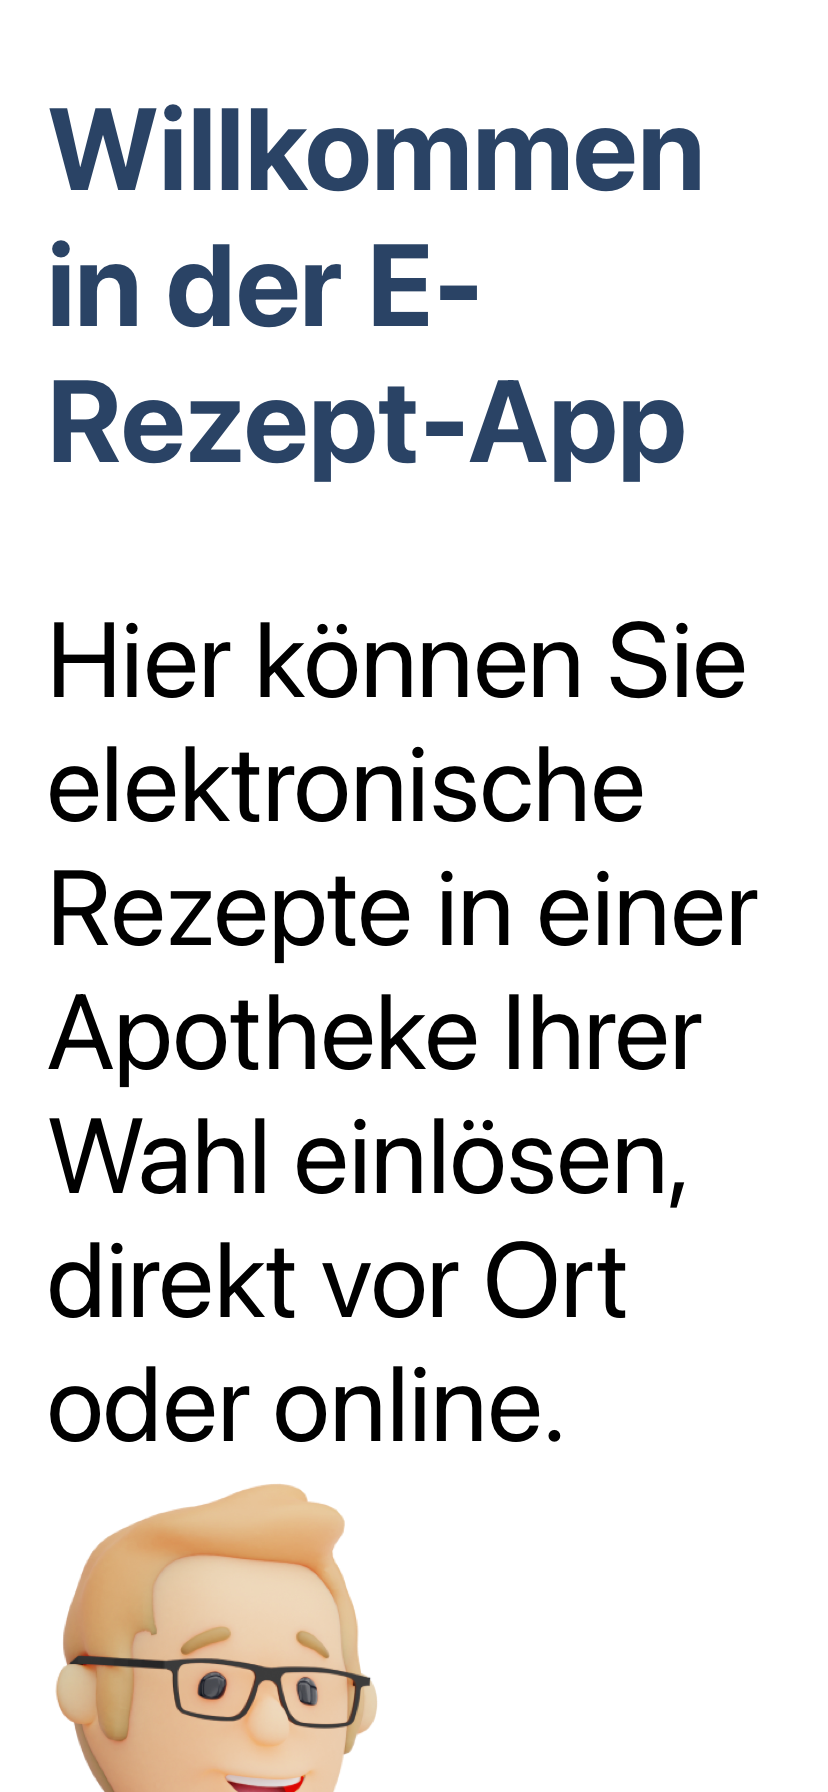 Willkommen
in der E-
Rezept-App
Hier können Sie
elektronische
Rezepte in einer
Apotheke Ihrer
Wahl einlösen,
direkt vor Ort
oder online.